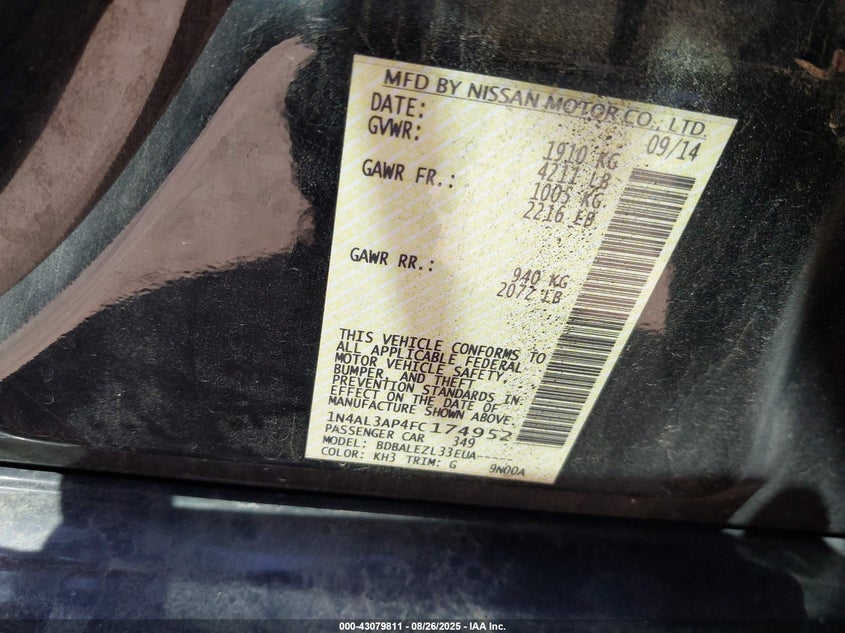 MFD BY NISSAN MOTOR CO., LTD.
DATE: 09/14
GVWR: 1910 KG
4211 LB
GAWR FR.: 1005 KG
2216 LB
GAWR RR.: 940 KG
2072 LB
THIS VEHICLE CONFORMS TO
ALL APPLICABLE FEDERAL
MOTOR VEHICLE SAFETY,
BUMPER, AND THEFT
PREVENTION STANDARDS IN
EFFECT ON THE DATE OF
MANUFACTURE SHOWN ABOVE.
1N4AL3AP4FC174952
PASSENGER CAR 349
MODEL: BDBALEZL33EUA-----
COLOR: KH3 TRIM: G 9N00A
000-43079811 - 08/26/2025 - IAA Inc.